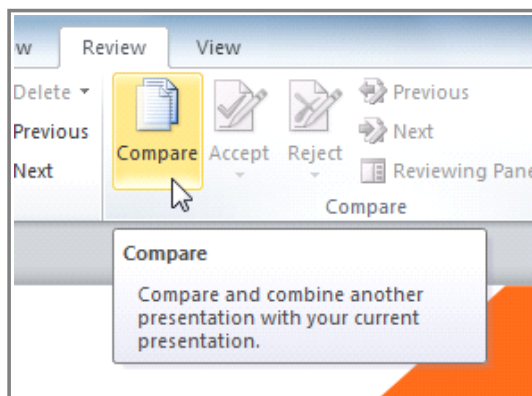 w Review View
Delete
Previous
Next
Compare Accept Reject
Previous
Next
Reviewing Pane
Compare
Compare
Compare and combine another
presentation with your current
presentation.